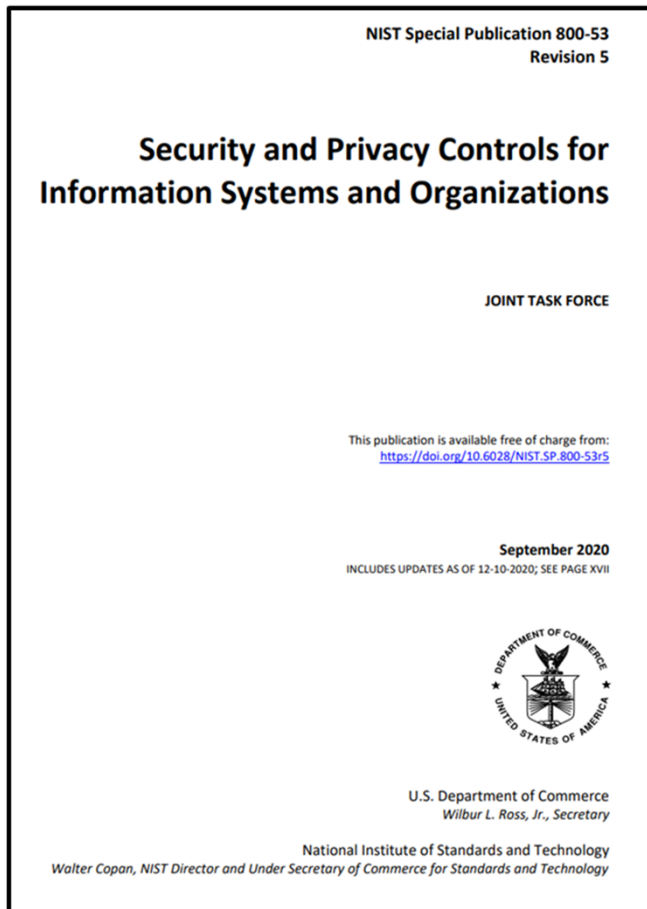 NIST Special Publication 800-53
Revision 5
Security and Privacy Controls for
Information Systems and Organizations
JOINT TASK FORCE
This publication is available free of charge from:
https://doi.org/10.6028/NIST.SP.800-53r5
September 2020
INCLUDES UPDATES AS OF 12-10-2020; SEE PAGE XVII
DEPARTMENT OF COMMERCE
UNITED STATES OF AMERICA
U.S. Department of Commerce
Wilbur L. Ross, Jr., Secretary
National Institute of Standards and Technology
Walter Copan, NIST Director and Under Secretary of Commerce for Standards and Technology